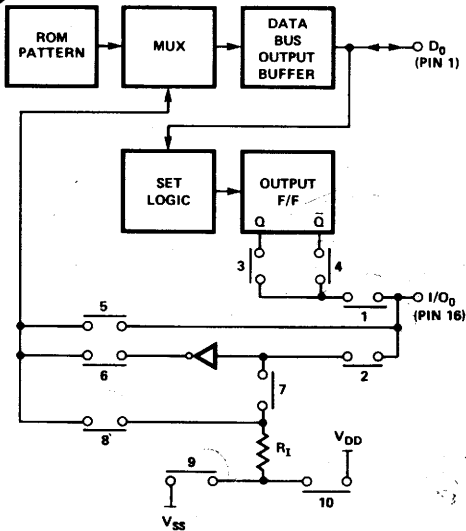 ROM
PATTERN
MUX
DATA
BUS
OUTPUT
BUFFER
D0
(PIN 1)
SET
LOGIC
OUTPUT
F/F
Q
Q̄
3
4
1
I/O0
(PIN 16)
5
6
2
7
8
RI
VDD
9
10
VSS